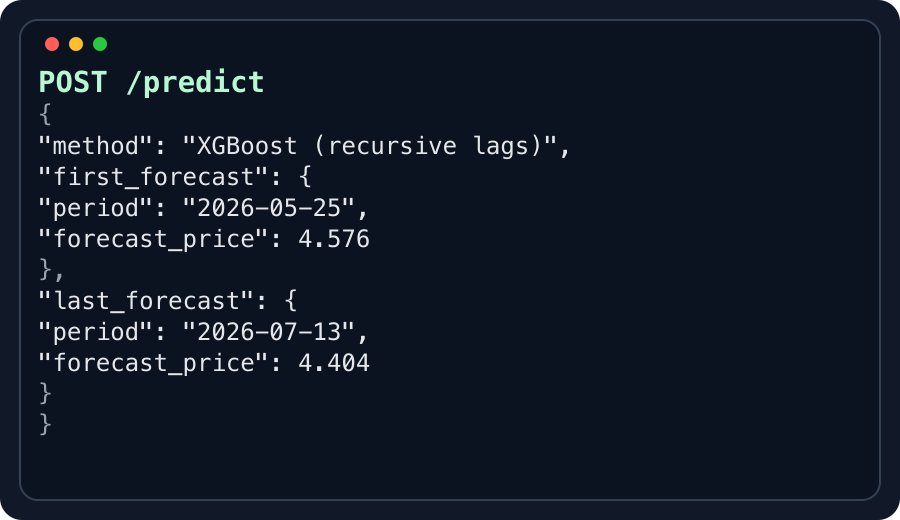 POST /predict
{
"method": "XGBoost (recursive lags)",
"first_forecast": {
"period": "2026-05-25",
"forecast_price": 4.576
},
"last_forecast": {
"period": "2026-07-13",
"forecast_price": 4.404
}
}